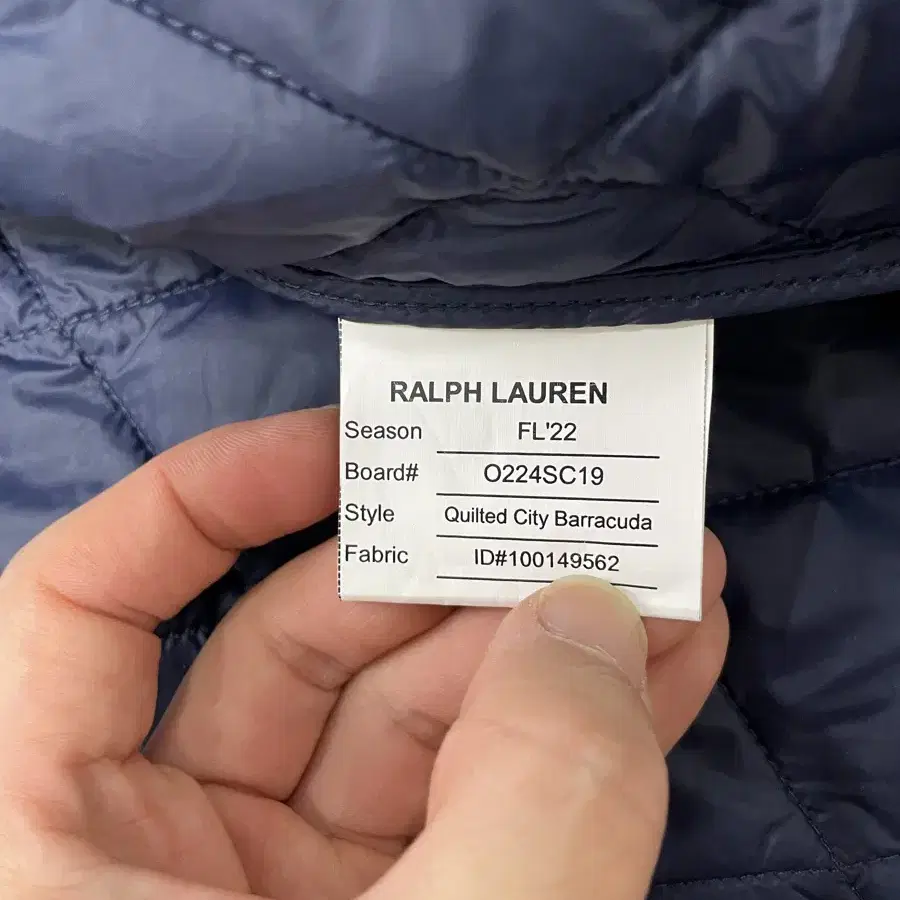 RALPH LAUREN
Season FL'22
Board# O224SC19
Style Quilted City Barracuda
Fabric ID#100149562